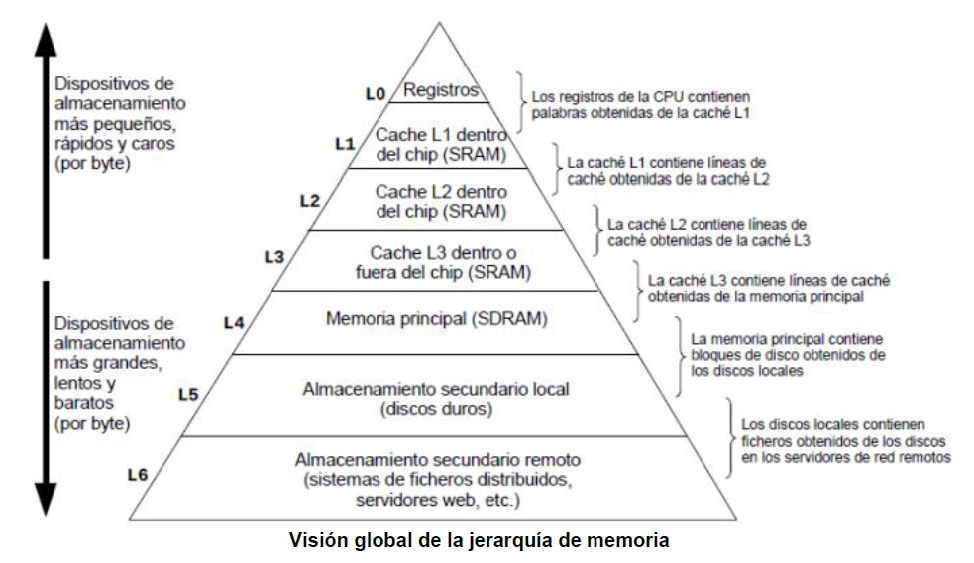 Dispositivos de
almacenamiento
más pequeños,
rápidos y caros
(por byte)
Dispositivos de
almacenamiento
más grandes,
lentos y
baratos
(por byte)
L0
Registros
Los registros de la CPU contienen
palabras obtenidas de la caché L1
L1
Cache L1 dentro
del chip (SRAM)
La caché L1 contiene líneas de
caché obtenidas de la caché L2
L2
Cache L2 dentro
del chip (SRAM)
La caché L2 contiene líneas de
caché obtenidas de la caché L3
L3
Cache L3 dentro o
fuera del chip (SRAM)
La caché L3 contiene líneas de caché
obtenidas de la memoria principal
L4
Memoria principal (SDRAM)
La memoria principal contiene
bloques de disco obtenidos de
los discos locales
L5
Almacenamiento secundario local
(discos duros)
Los discos locales contienen
ficheros obtenidos de los discos
en los servidores de red remotos
L6
Almacenamiento secundario remoto
(sistemas de ficheros distribuidos,
servidores web, etc.)
Visión global de la jerarquía de memoria